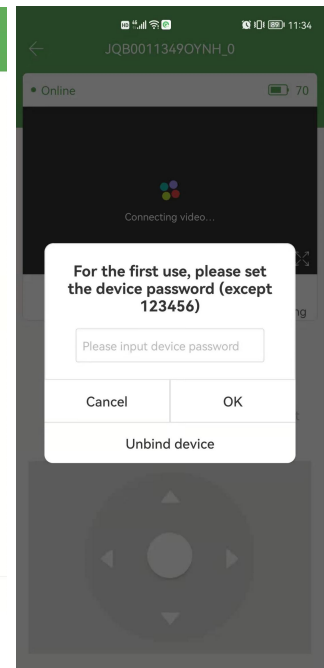 HD 11:34
JQB0011349OYNH_0
Online 70
Connecting video...
For the first use, please set
the device password (except
123456)
ng
Please input device password
Cancel OK
Unbind device